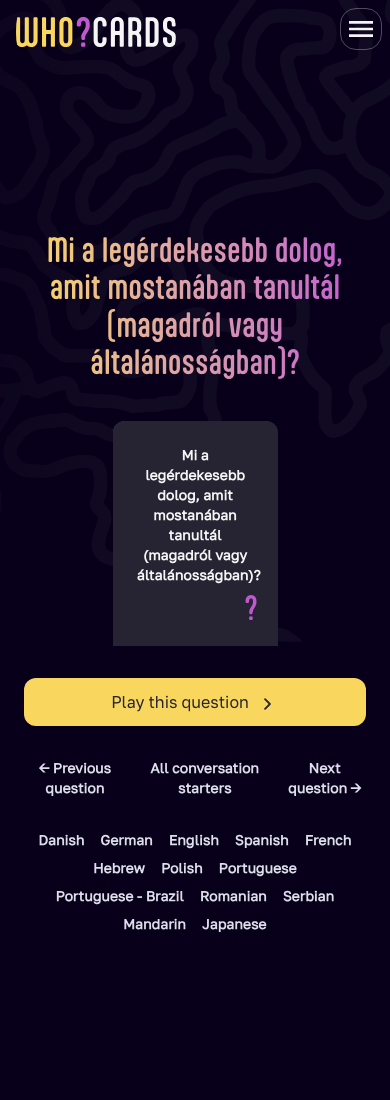 WHO?CARDS
Mi a legérdekesebb dolog,
amit mostanában tanultál
(magadról vagy
általánosságban)?
Mi a
legérdekesebb
dolog, amit
mostanában
tanultál
(magadról vagy
általánosságban)?
?
Play this question
← Previous question
All conversation starters
Next question →
Danish German English Spanish French
Hebrew Polish Portuguese
Portuguese - Brazil Romanian Serbian
Mandarin Japanese